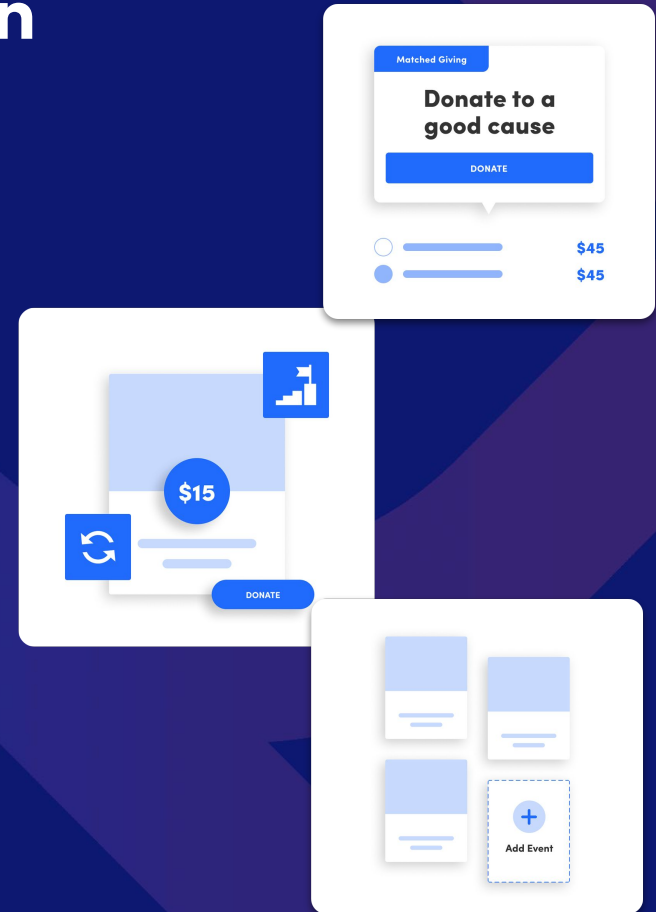 n
Matched Giving
Donate to a
good cause
DONATE
$45
$45
$15
DONATE
Add Event